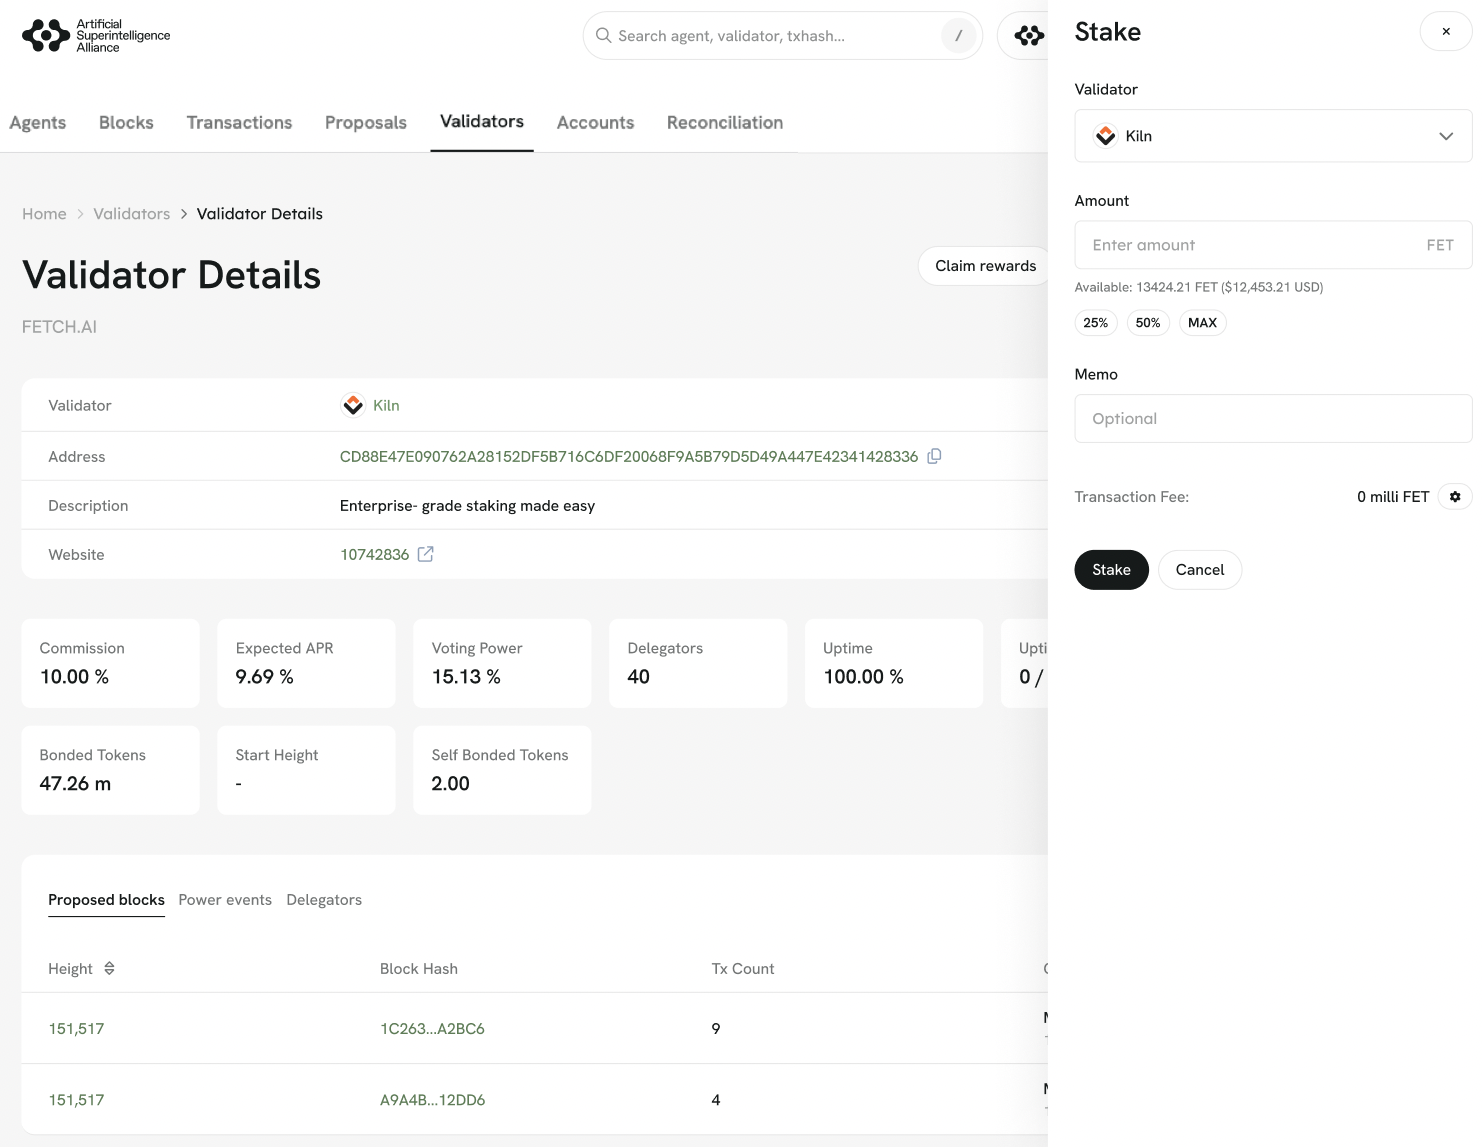 Artificial
Superintelligence
Alliance
Search agent, validator, txhash...
/
Agents
Blocks
Transactions
Proposals
Validators
Accounts
Reconciliation
Home > Validators > Validator Details
Validator Details
Claim rewards
FETCH.AI
Validator
Kiln
Address
CD88E47E090762A28152DF5B716C6DF20068F9A5B79D5D49A447E42341428336
Description
Enterprise- grade staking made easy
Website
10742836
Commission
10.00 %
Expected APR
9.69 %
Voting Power
15.13 %
Delegators
40
Uptime
100.00 %
Upti
0 /
Bonded Tokens
47.26 m
Start Height
-
Self Bonded Tokens
2.00
Proposed blocks
Power events
Delegators
Height
Block Hash
Tx Count
151,517
1C263...A2BC6
9
151,517
A9A4B...12DD6
4
Stake
×
Validator
Kiln
Amount
Enter amount
FET
Available: 13424.21 FET ($12,453.21 USD)
25%
50%
MAX
Memo
Optional
Transaction Fee:
0 milli FET
Stake
Cancel